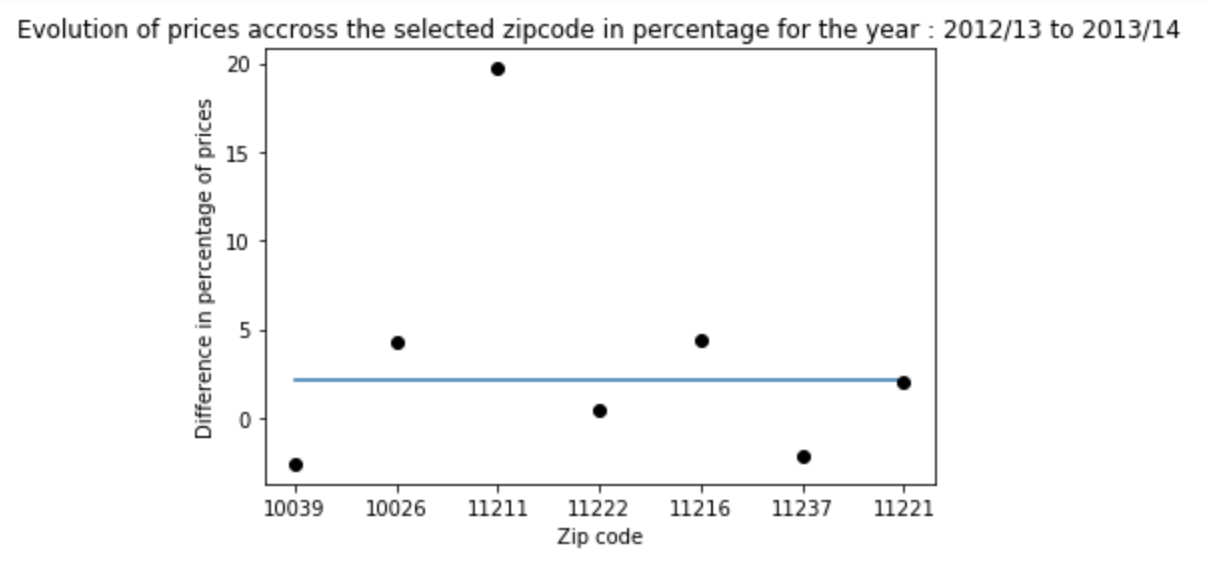 Evolution of prices accross the selected zipcode in percentage for the year : 2012/13 to 2013/14
Difference in percentage of prices
20
15
10
5
0
10039 10026 11211 11222 11216 11237 11221
Zip code